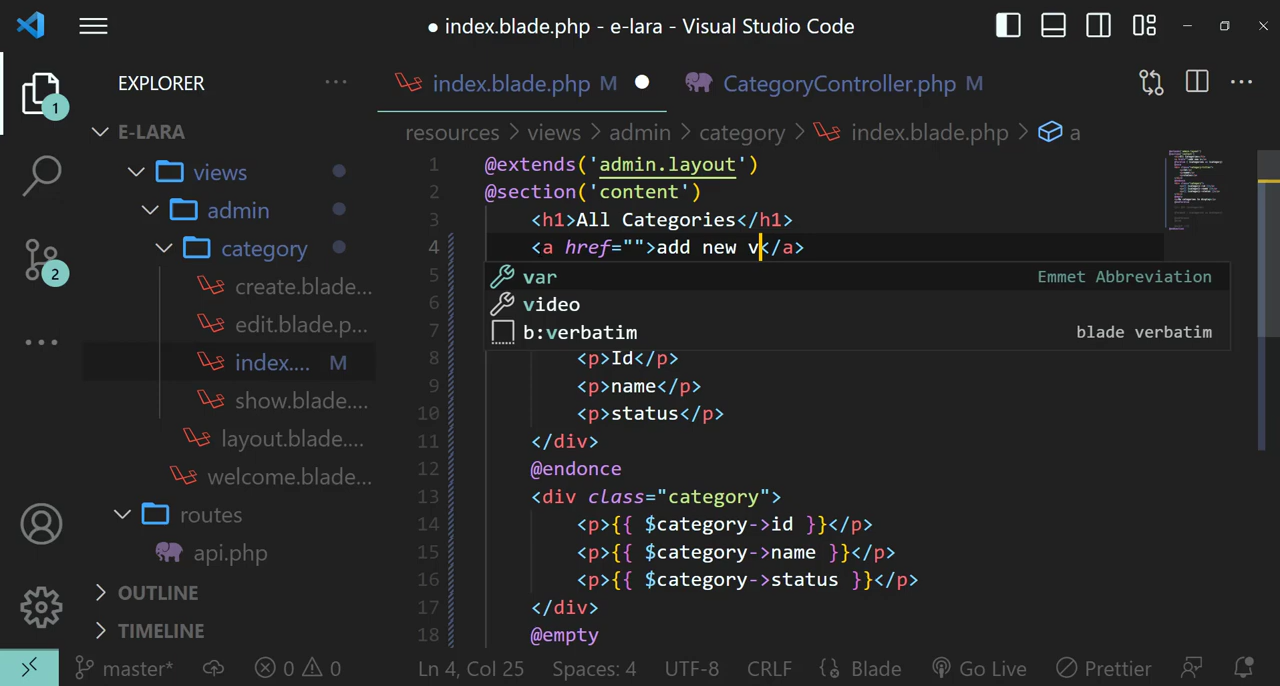 ● index.blade.php - e-lara - Visual Studio Code
EXPLORER
index.blade.php M
CategoryController.php M
1
E-LARA
resources > views > admin > category > index.blade.php > a
views
admin
category
create.blade...
edit.blade.p...
index.... M
show.blade....
layout.blade....
welcome.blade...
routes
api.php
OUTLINE
TIMELINE
2
1 @extends('admin.layout')
2 @section('content')
3 <h1>All Categories</h1>
4 <a href="">add new v</a>
5 var Emmet Abbreviation
6 video
7 b:verbatim blade verbatim
8 <p>Id</p>
9 <p>name</p>
10 <p>status</p>
11 </div>
12 @endonce
13 <div class="category">
14 <p>{{ $category->id }}</p>
15 <p>{{ $category->name }}</p>
16 <p>{{ $category->status }}</p>
17 </div>
18 @empty
master* 0 0 Ln 4, Col 25 Spaces: 4 UTF-8 CRLF Blade Go Live Prettier